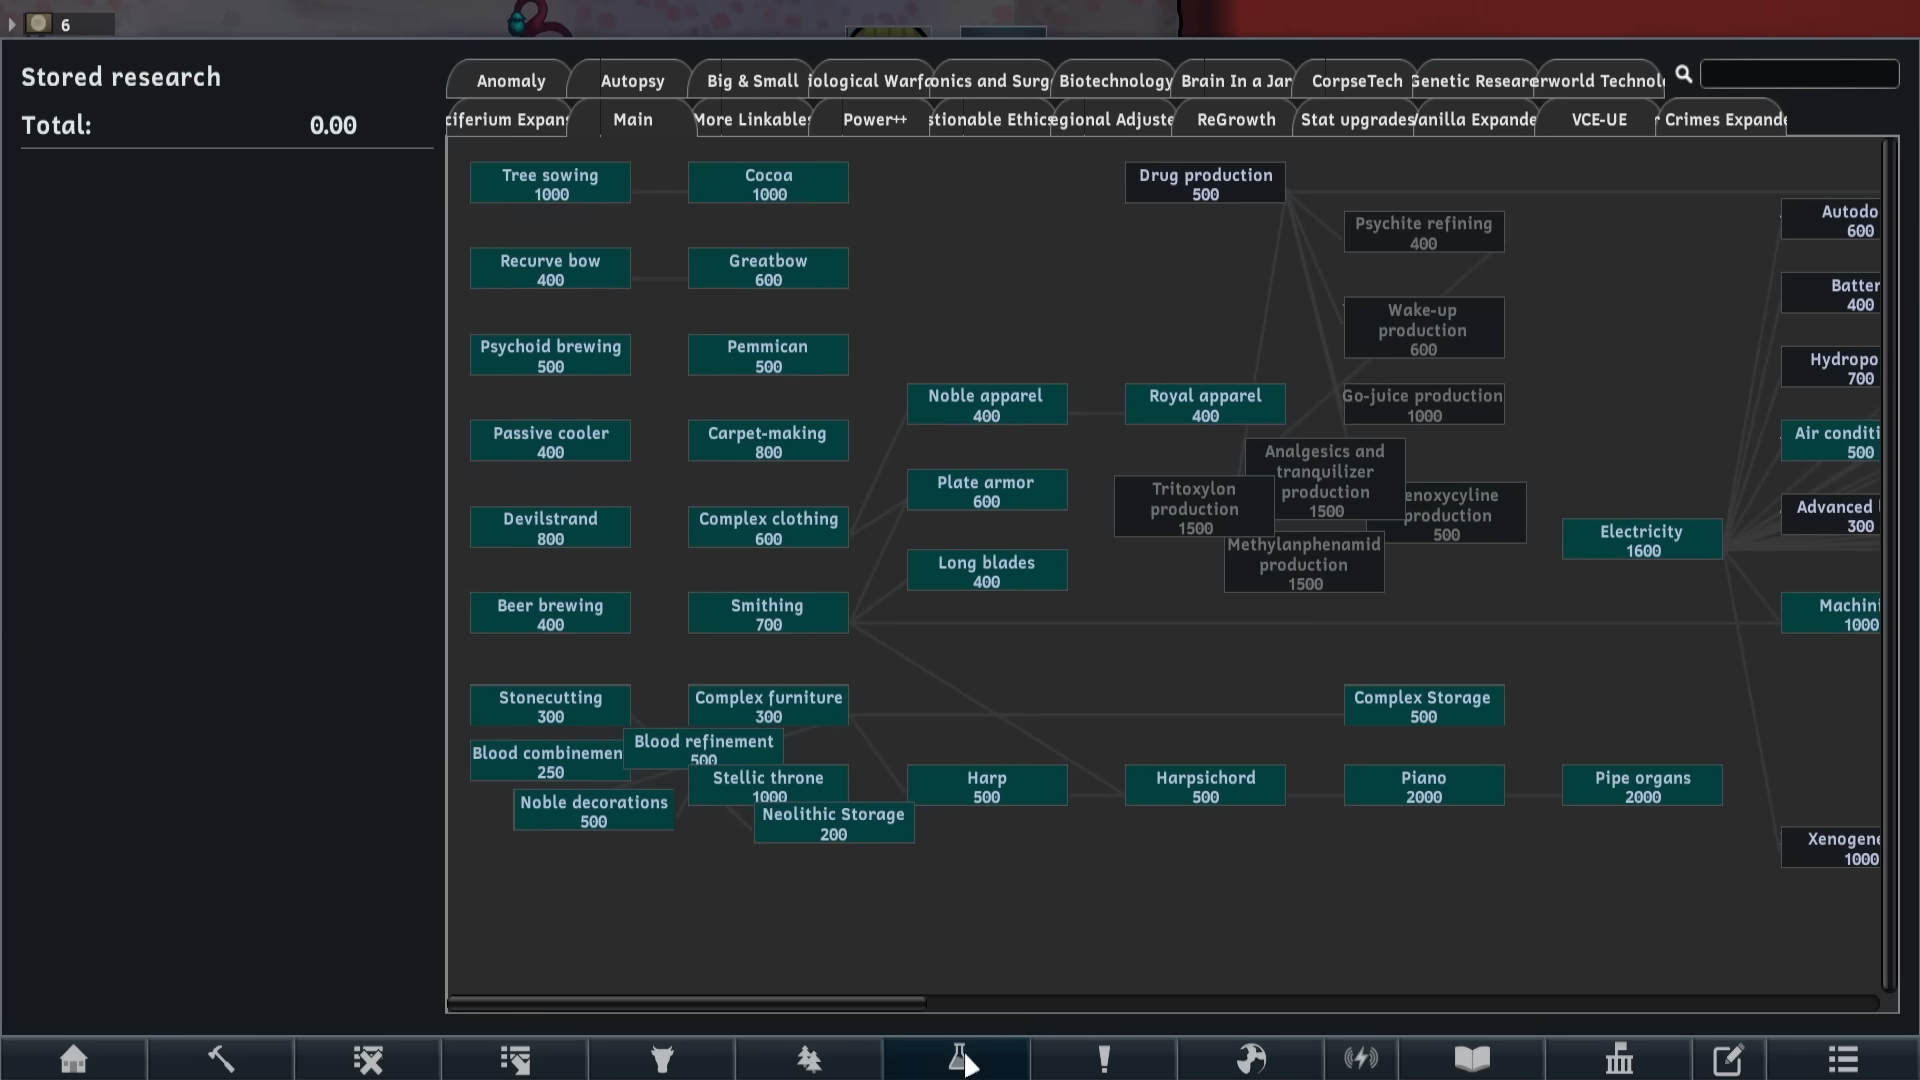 6
Stored research
Total: 0.00
Anomaly
Autopsy
Big & Small
iological Warfa
onics and Surg
Biotechnology
Brain In a Jar
CorpseTech
Genetic Resear
erworld Technol
ciferium Expans
Main
More Linkables
Power++
stionable Ethics
egional Adjuste
ReGrowth
Stat upgrades
anilla Expande
VCE-UE
r Crimes Expande
Tree sowing
1000
Cocoa
1000
Drug production
500
Psychite refining
400
Autodo
600
Recurve bow
400
Greatbow
600
Wake-up
production
600
Batter
400
Psychoid brewing
500
Pemmican
500
Hydropo
700
Noble apparel
400
Royal apparel
400
Go-juice production
1000
Passive cooler
400
Carpet-making
800
Air conditi
500
Plate armor
600
Analgesics and
tranquilizer
production
1500
Tritoxylon
production
1500
enoxycyline
production
500
Methylanphenamid
production
1500
Advanced
300
Devilstrand
800
Complex clothing
600
Electricity
1600
Long blades
400
Beer brewing
400
Smithing
700
Machini
1000
Stonecutting
300
Complex furniture
300
Complex Storage
500
Blood combinemen
250
Blood refinement
500
Stellic throne
1000
Harp
500
Harpsichord
500
Piano
2000
Pipe organs
2000
Noble decorations
500
Neolithic Storage
200
Xenogene
1000